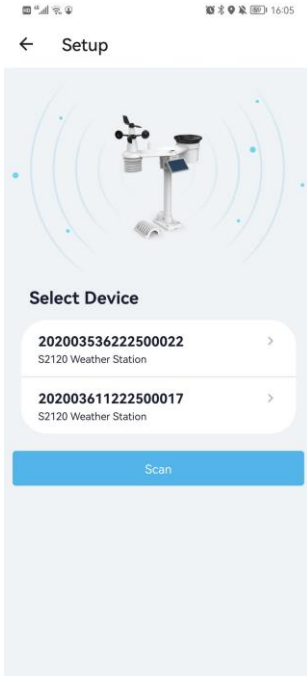 16:05
Setup
Select Device
202003536222500022
S2120 Weather Station
202003611222500017
S2120 Weather Station
Scan